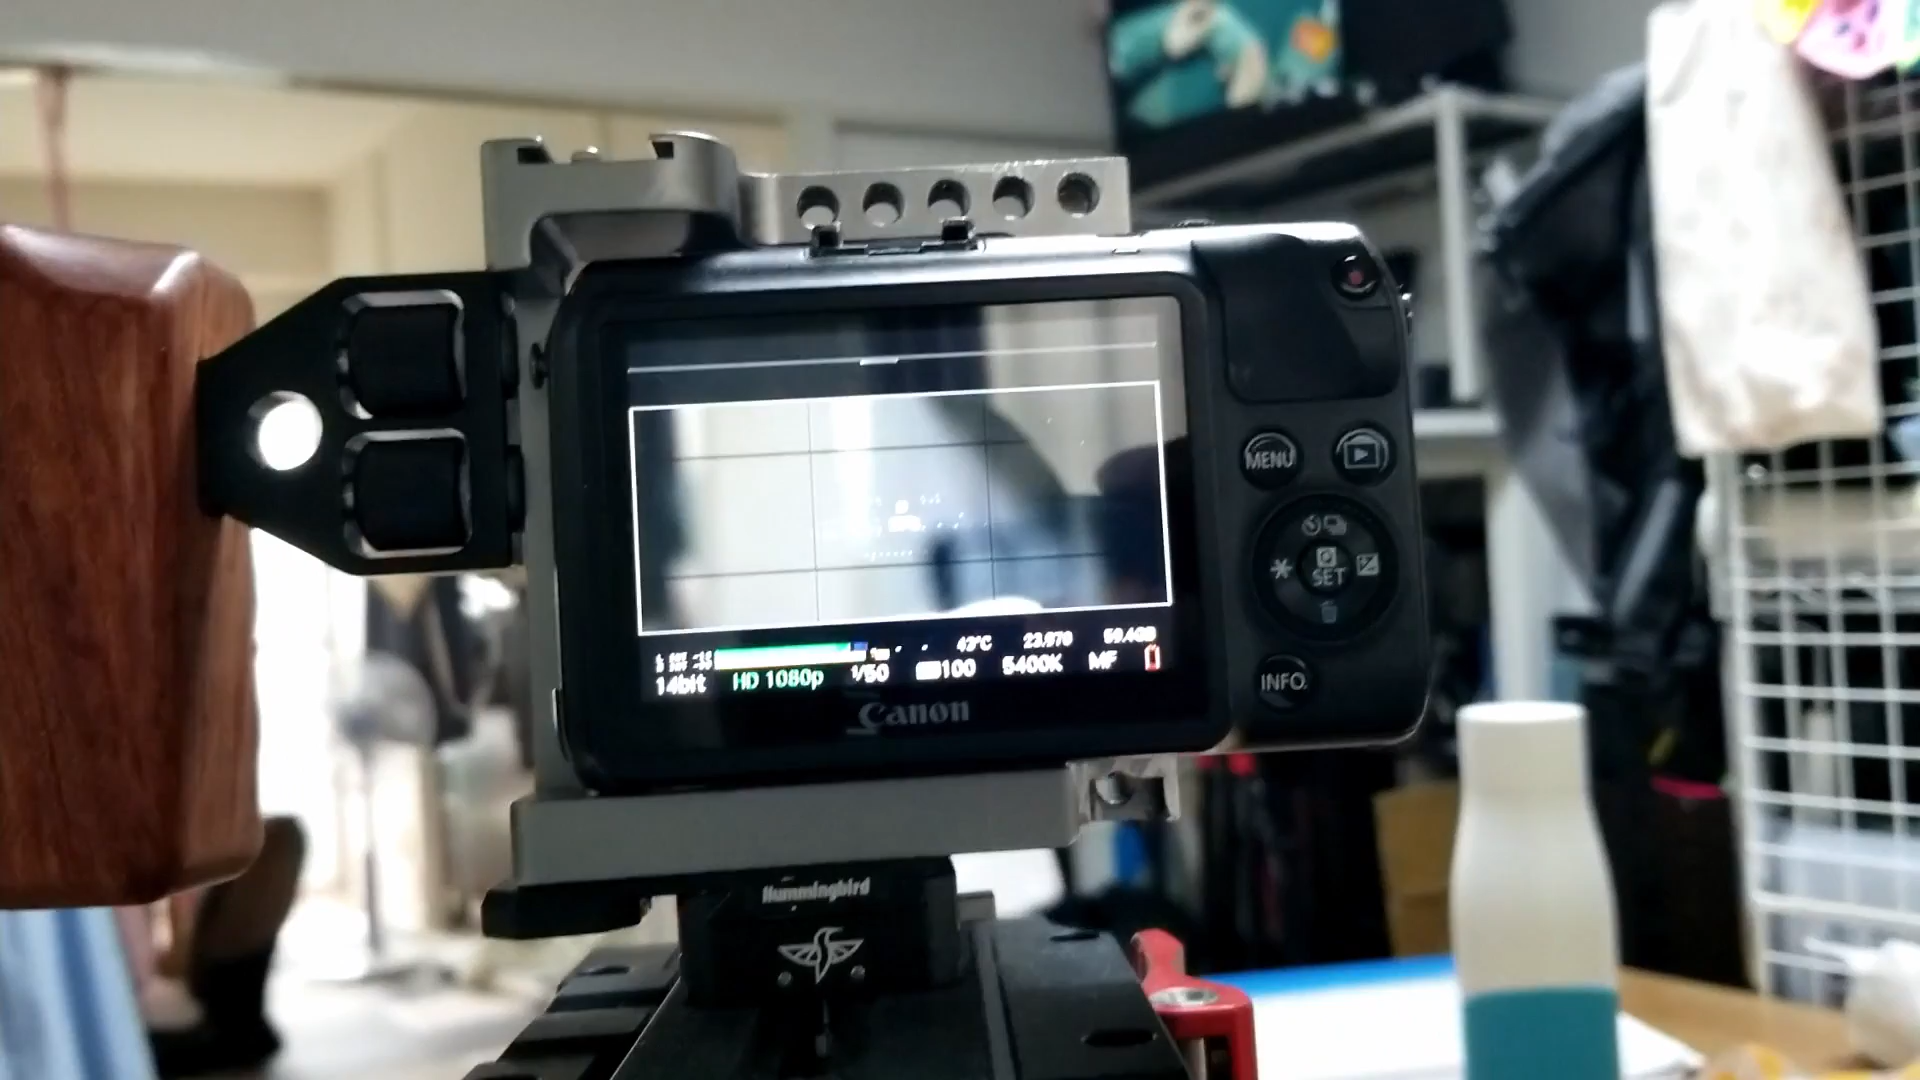 MENU
SET
INFO.
43°C 23.976 59.4GB
14bit HD 1080p 1/50 100 5400K MF
Canon
Hummingbird